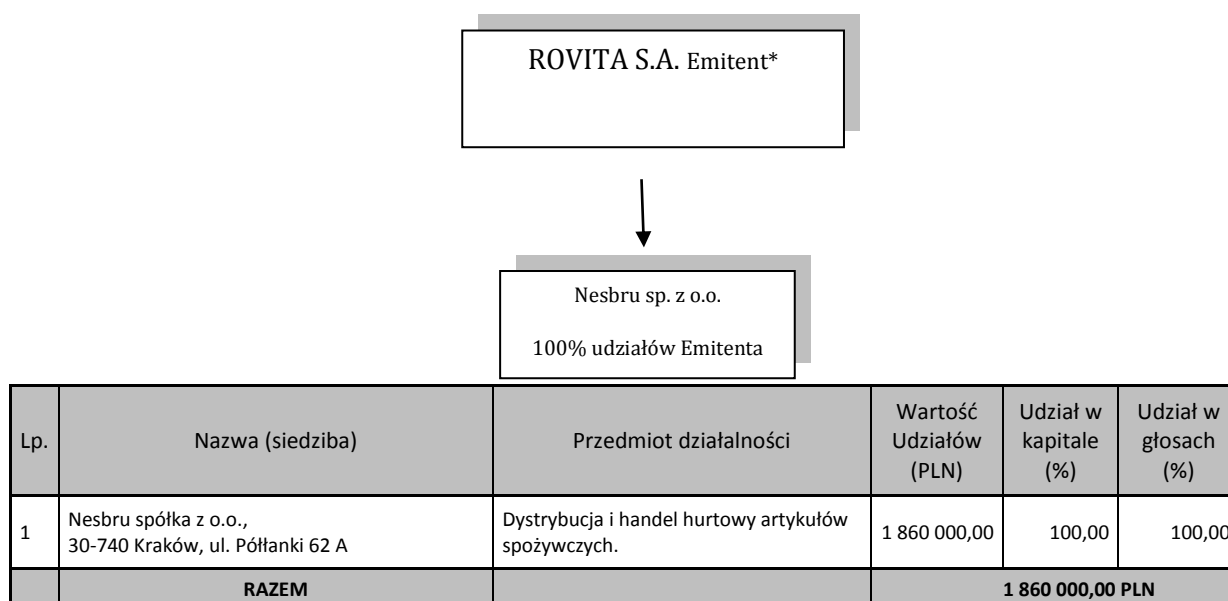 ROVITA S.A. Emitent*
Nesbru sp. z o.o.
100% udziałów Emitenta
Lp.
Nazwa (siedziba)
Przedmiot działalności
Wartość
Udziałów
(PLN)
Udział w
kapitale
(%)
Udział w
głosach
(%)
1
Nesbru spółka z o.o.,
30-740 Kraków, ul. Półłanki 62 A
Dystrybucja i handel hurtowy artykułów
spożywczych.
1 860 000,00
100,00
100,00
RAZEM
1 860 000,00 PLN